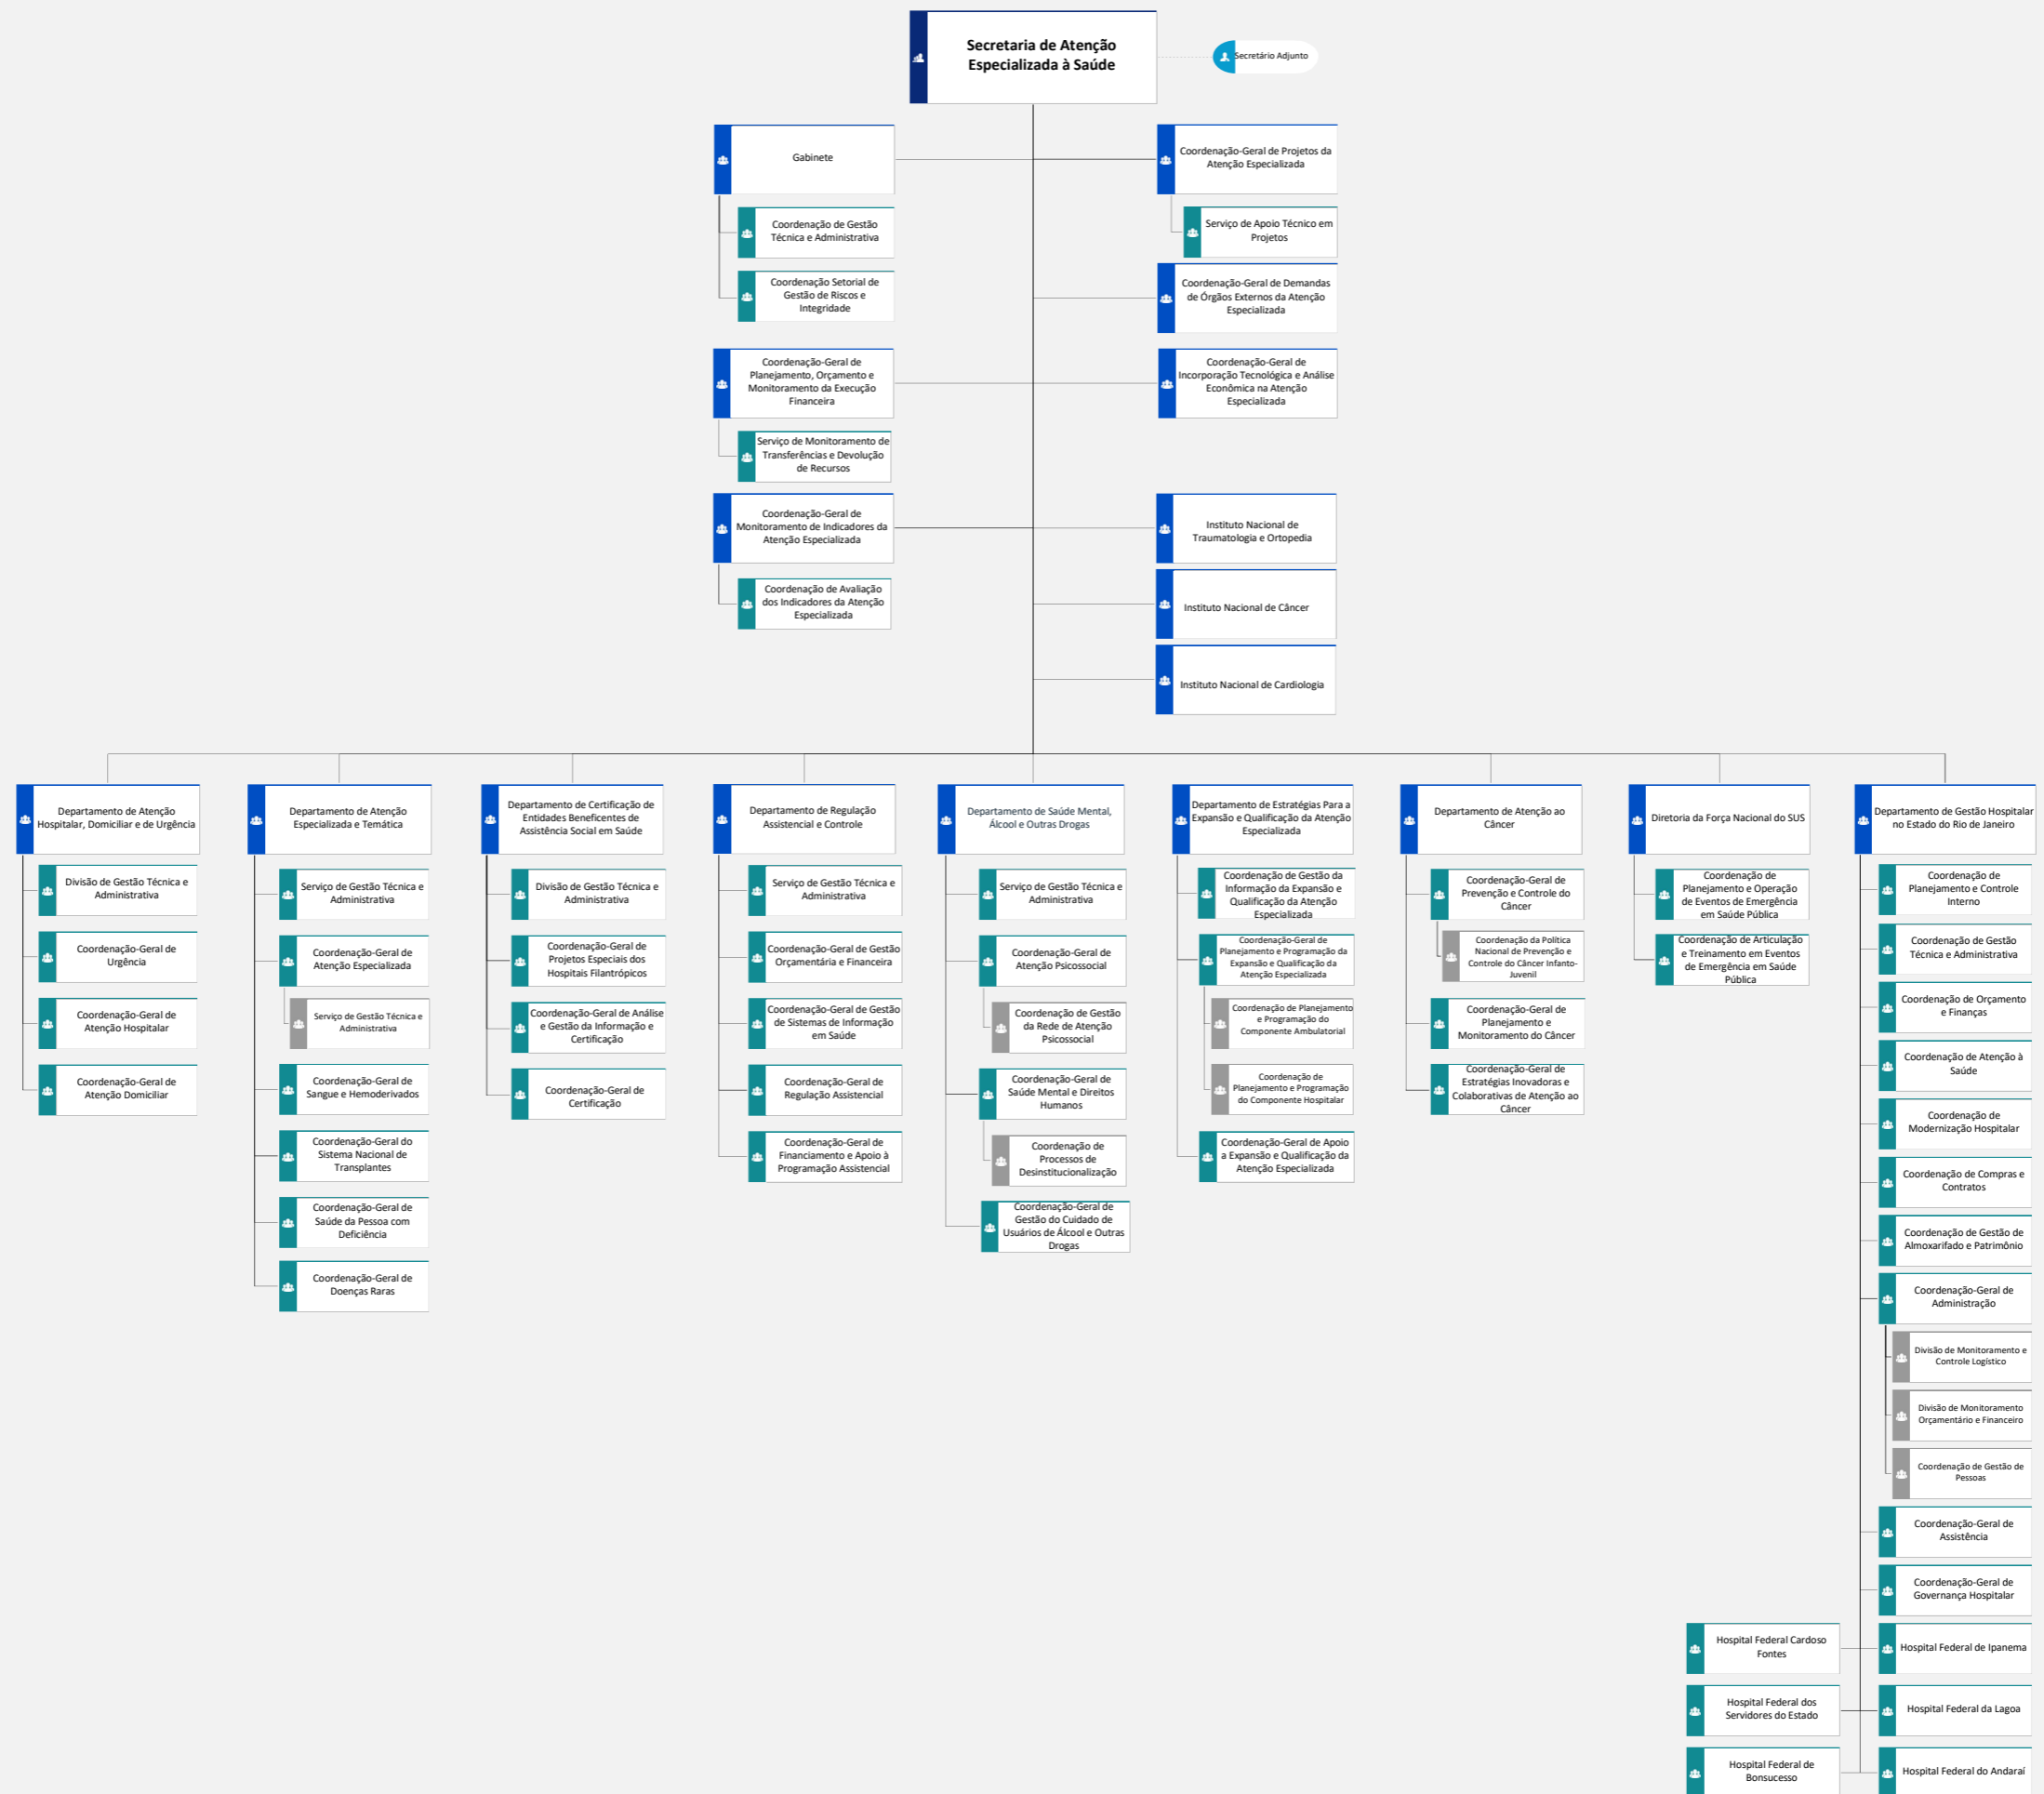 Secretaria de Atenção
Especializada à Saúde
Secretário Adjunto
Gabinete
Coordenação de Gestão
Técnica e Administrativa
Coordenação Setorial de
Gestão de Riscos e
Integridade
Coordenação-Geral de Projetos da
Atenção Especializada
Serviço de Apoio Técnico em
Projetos
Coordenação-Geral de Demandas
de Órgãos Externos da Atenção
Especializada
Coordenação-Geral de
Planejamento, Orçamento e
Monitoramento da Execução
Financeira
Serviço de Monitoramento de
Transferências e Devolução
de Recursos
Coordenação-Geral de
Incorporação Tecnológica e Análise
Econômica na Atenção
Especializada
Coordenação-Geral de
Monitoramento de Indicadores da
Atenção Especializada
Coordenação de Avaliação
dos Indicadores da Atenção
Especializada
Instituto Nacional de
Traumatologia e Ortopedia
Instituto Nacional de Câncer
Instituto Nacional de Cardiologia
Departamento de Atenção
Hospitalar, Domiciliar e de Urgência
Divisão de Gestão Técnica e
Administrativa
Coordenação-Geral de
Urgência
Coordenação-Geral de
Atenção Hospitalar
Coordenação-Geral de
Atenção Domiciliar
Departamento de Atenção
Especializada e Temática
Serviço de Gestão Técnica e
Administrativa
Coordenação-Geral de
Atenção Especializada
Serviço de Gestão Técnica e
Administrativa
Coordenação-Geral de
Sangue e Hemoderivados
Coordenação-Geral do
Sistema Nacional de
Transplantes
Coordenação-Geral de
Saúde da Pessoa com
Deficiência
Coordenação-Geral de
Doenças Raras
Departamento de Certificação de
Entidades Beneficentes de
Assistência Social em Saúde
Divisão de Gestão Técnica e
Administrativa
Coordenação-Geral de
Projetos Especiais dos
Hospitais Filantrópicos
Coordenação-Geral de Análise
e Gestão da Informação e
Certificação
Coordenação-Geral de
Certificação
Departamento de Regulação
Assistencial e Controle
Serviço de Gestão Técnica e
Administrativa
Coordenação-Geral de Gestão
Orçamentária e Financeira
Coordenação-Geral de Gestão
de Sistemas de Informação
em Saúde
Coordenação-Geral de
Regulação Assistencial
Coordenação-Geral de
Financiamento e Apoio à
Programação Assistencial
Departamento de Saúde Mental,
Álcool e Outras Drogas
Serviço de Gestão Técnica e
Administrativa
Coordenação-Geral de
Atenção Psicossocial
Coordenação de Gestão
da Rede de Atenção
Psicossocial
Coordenação-Geral de
Saúde Mental e Direitos
Humanos
Coordenação de
Processos de
Desinstitucionalização
Coordenação-Geral de
Gestão do Cuidado de
Usuários de Álcool e Outras
Drogas
Departamento de Estratégias Para a
Expansão e Qualificação da Atenção
Especializada
Coordenação de Gestão da
Informação da Expansão e
Qualificação da Atenção
Especializada
Coordenação-Geral de
Planejamento e Programação da
Expansão e Qualificação da
Atenção Especializada
Coordenação de Planejamento
e Programação do
Componente Ambulatorial
Coordenação de
Planejamento e Programação
do Componente Hospitalar
Coordenação-Geral de Apoio
a Expansão e Qualificação da
Atenção Especializada
Departamento de Atenção ao
Câncer
Coordenação-Geral de
Prevenção e Controle do
Câncer
Coordenação da Política
Nacional de Prevenção e
Controle do Câncer Infanto-
Juvenil
Coordenação-Geral de
Planejamento e
Monitoramento do Câncer
Coordenação-Geral de
Estratégias Inovadoras e
Colaborativas de Atenção ao
Câncer
Diretoria da Força Nacional do SUS
Coordenação de
Planejamento e Operação
de Eventos de Emergência
em Saúde Pública
Coordenação de Articulação
e Treinamento em Eventos
de Emergência em Saúde
Pública
Departamento de Gestão Hospitalar
no Estado do Rio de Janeiro
Coordenação de
Planejamento e Controle
Interno
Coordenação de Gestão
Técnica e Administrativa
Coordenação de Orçamento
e Finanças
Coordenação de Atenção à
Saúde
Coordenação de
Modernização Hospitalar
Coordenação de Compras e
Contratos
Coordenação de Gestão de
Almoxarifado e Patrimônio
Coordenação-Geral de
Administração
Divisão de Monitoramento e
Controle Logístico
Divisão de Monitoramento
Orçamentário e Financeiro
Coordenação de Gestão de
Pessoas
Coordenação-Geral de
Assistência
Coordenação-Geral de
Governança Hospitalar
Hospital Federal Cardoso
Fontes
Hospital Federal de Ipanema
Hospital Federal dos
Servidores do Estado
Hospital Federal da Lagoa
Hospital Federal de
Bonsucesso
Hospital Federal do Andaraí